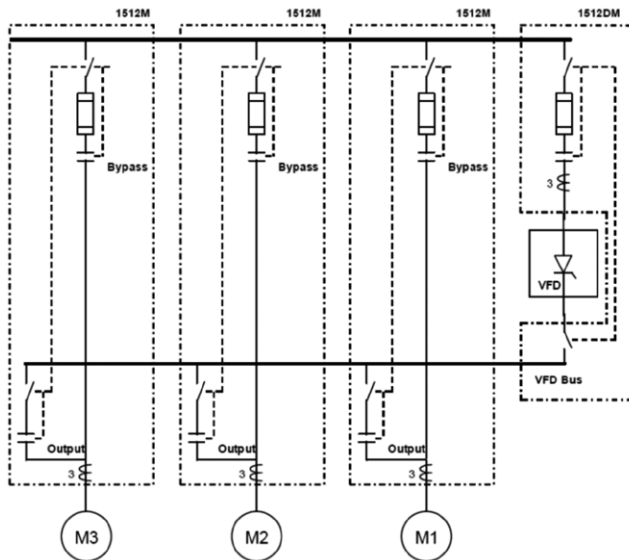 1512M
1512M
1512M
1512DM
Bypass
Bypass
Bypass
3
VFD
VFD Bus
Output
Output
Output
3
3
3
M3
M2
M1